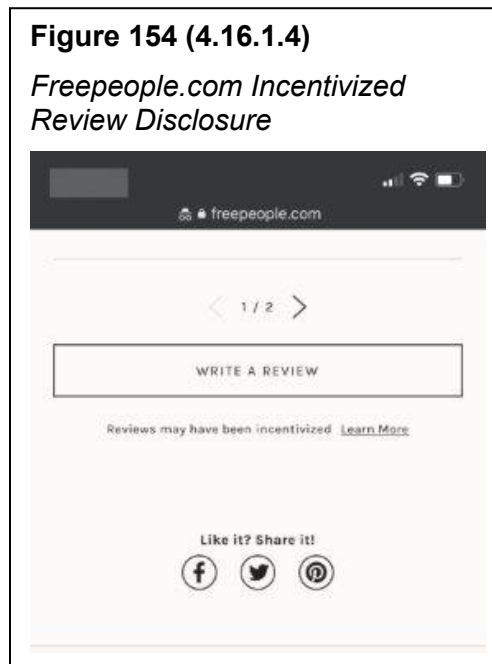 Figure 154 (4.16.1.4)
Freepeople.com Incentivized
Review Disclosure
freepeople.com
1 / 2
WRITE A REVIEW
Reviews may have been incentivized Learn More
Like it? Share it!